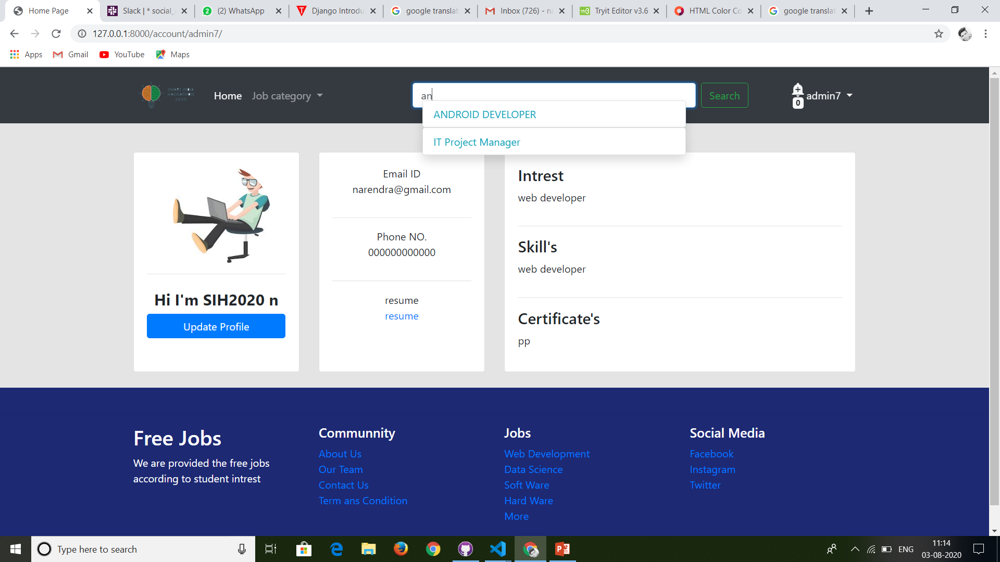 Home Page
Slack | * social_
(2) WhatsApp
Django Introdu
google translat
Inbox (726) - n
Tryit Editor v3.6
HTML Color Co
google translat
127.0.0.1:8000/account/admin7/
Apps
Gmail
YouTube
Maps
SMART INDIA
HACKATHON
2020
Home
Job category
an
Search
0
admin7
ANDROID DEVELOPER
IT Project Manager
Hi I'm SIH2020 n
Update Profile
Email ID
narendra@gmail.com
Phone NO.
000000000000
resume
resume
Intrest
web developer
Skill's
web developer
Certificate's
pp
Free Jobs
We are provided the free jobs
according to student intrest
Communnity
About Us
Our Team
Contact Us
Term ans Condition
Jobs
Web Development
Data Science
Soft Ware
Hard Ware
More
Social Media
Facebook
Instagram
Twitter
Type here to search
ENG
11:14
03-08-2020